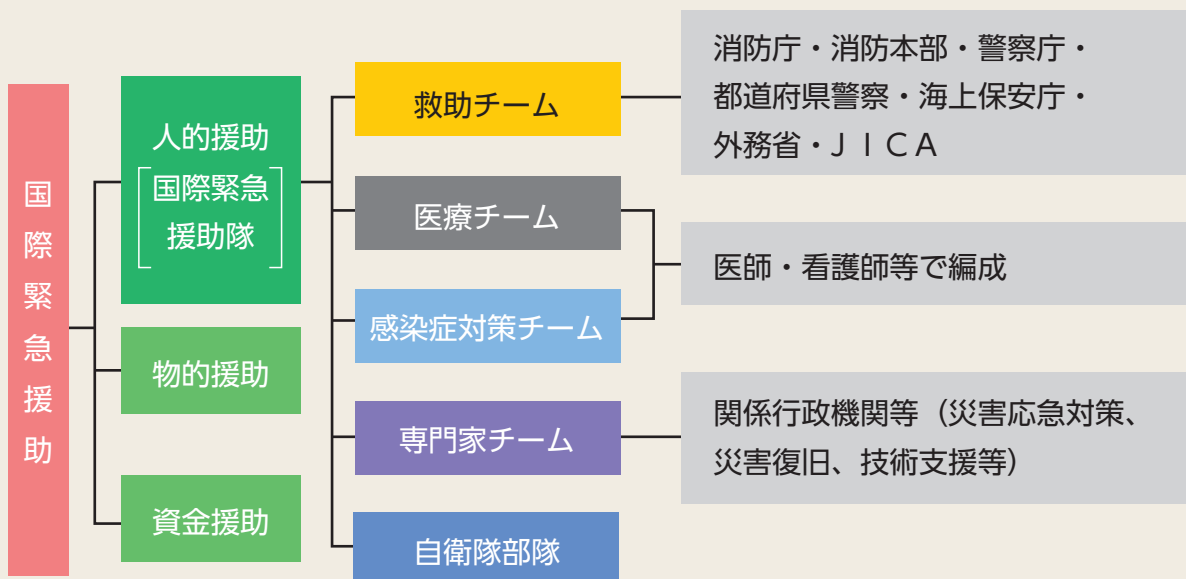 国際緊急援助
人的援助
国際緊急
援助隊
物的援助
資金援助
救助チーム
医療チーム
感染症対策チーム
専門家チーム
自衛隊部隊
消防庁・消防本部・警察庁・
都道府県警察・海上保安庁・
外務省・ＪＩＣＡ
医師・看護師等で編成
関係行政機関等（災害応急対策、
災害復旧、技術支援等）